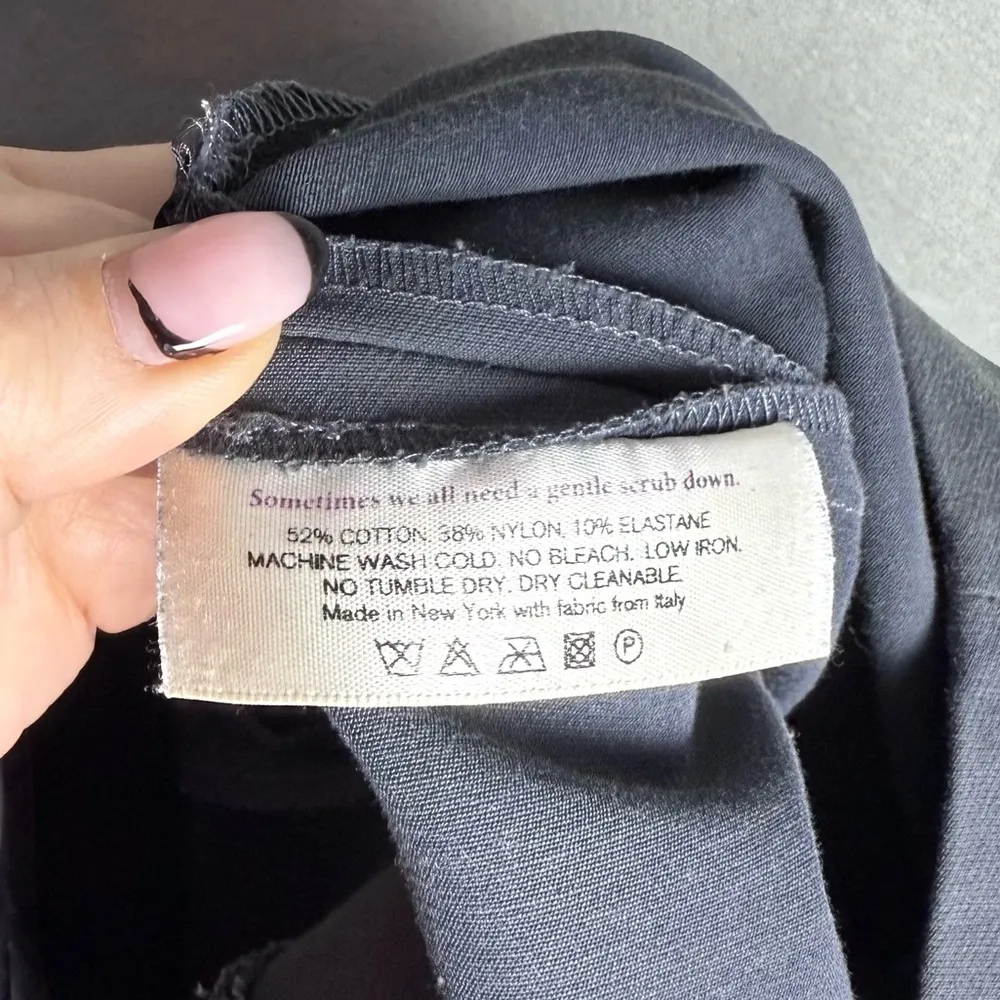 Sometimes we all need a gentle scrub down.
52% COTTON. 38% NYLON. 10% ELASTANE
MACHINE WASH COLD. NO BLEACH. LOW IRON.
NO TUMBLE DRY. DRY CLEANABLE.
Made in New York with fabric from Italy
P